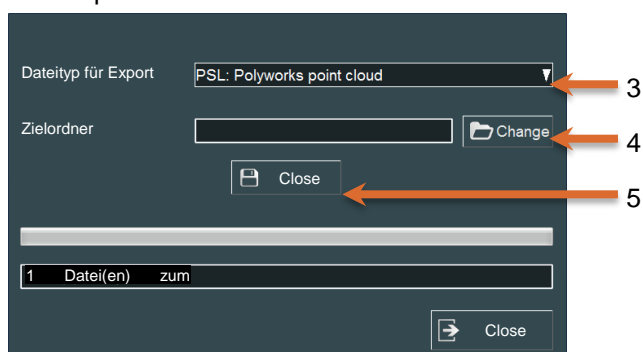 Dateityp für Export PSL: Polyworks point cloud
3
Zielordner Change
4
Close
5
1 Datei(en) zum
Close